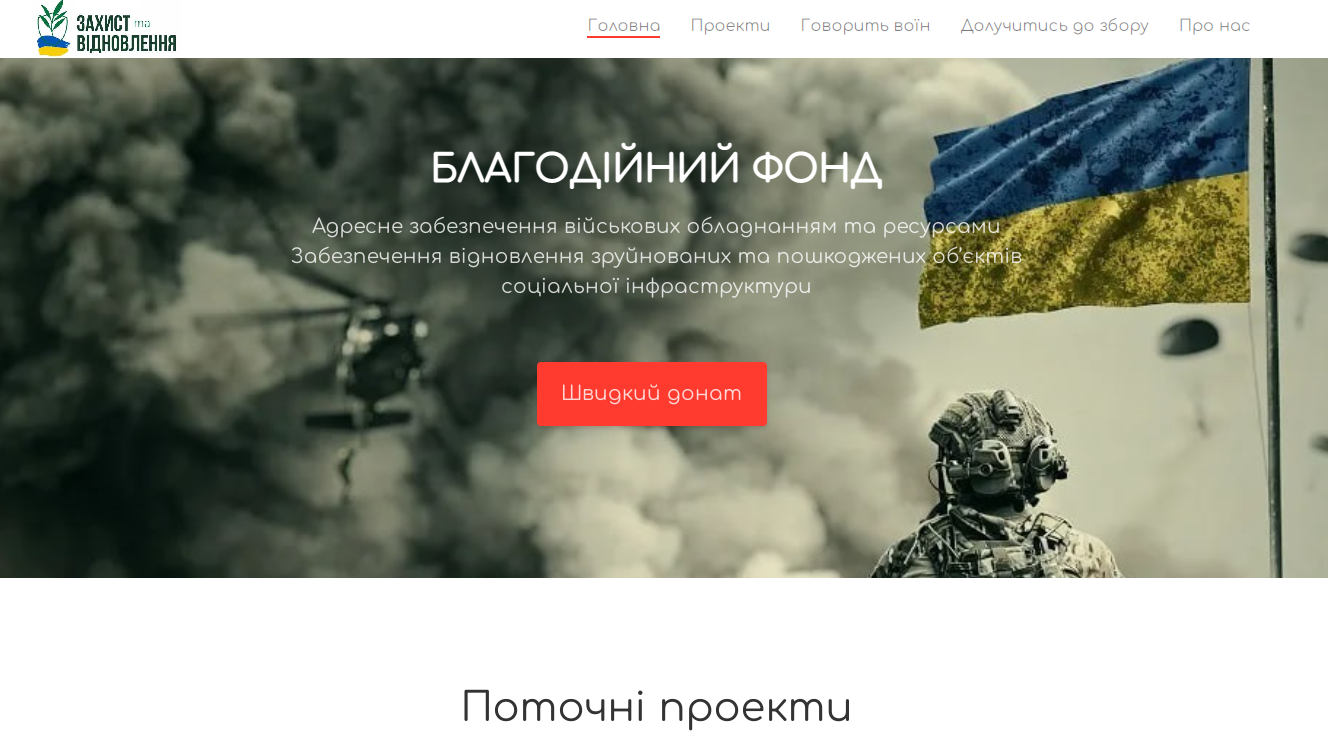 ЗАХИСТ та
ВІДНОВЛЕННЯ
Головна Проекти Говорить воїн Долучитись до збору Про нас
БЛАГОДІЙНИЙ ФОНД
Адресне забезпечення військових обладнанням та ресурсами
Забезпечення відновлення зруйнованих та пошкоджених об'єктів
соціальної інфраструктури
Швидкий донат
Поточні проекти